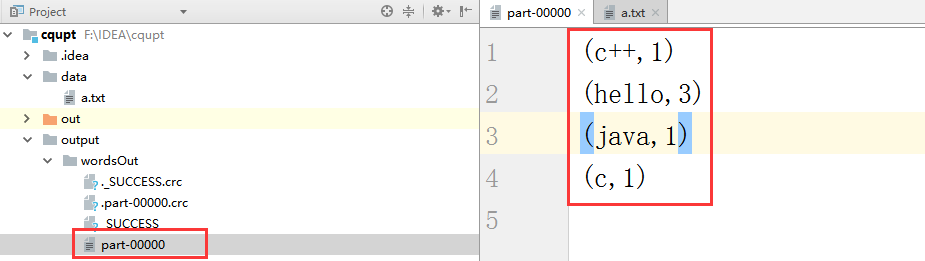 Project
cqupt F:\IDEA\cqupt
.idea
data
a.txt
out
output
wordsOut
._SUCCESS.crc
.part-00000.crc
_SUCCESS
part-00000
part-00000
a.txt
1 (c++,1)
2 (hello,3)
3 (java,1)
4 (c,1)
5